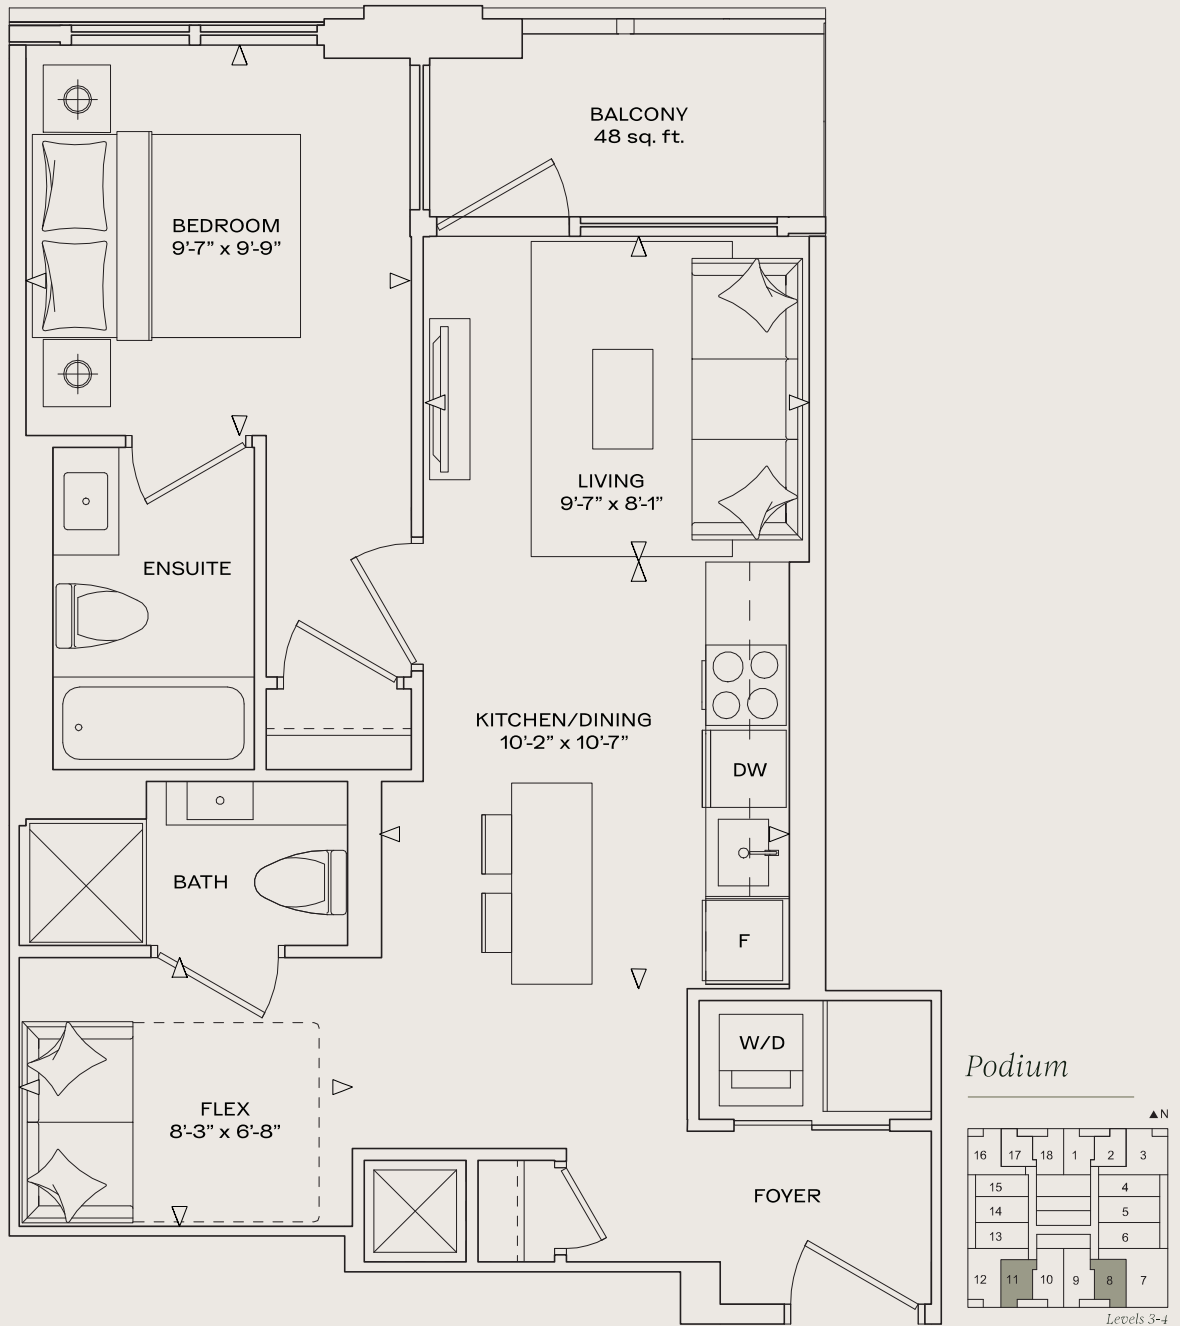 BALCONY
48 sq. ft.
BEDROOM
9’-7” x 9’-9”
LIVING
9’-7” x 8’-1”
ENSUITE
KITCHEN/DINING
10’-2” x 10’-7”
DW
BATH
F
W/D
FLEX
8’-3” x 6’-8”
FOYER
Podium
N
16 17 18 1 2 3
15 4
14 5
13 6
12 11 10 9 8 7
Levels 3-4